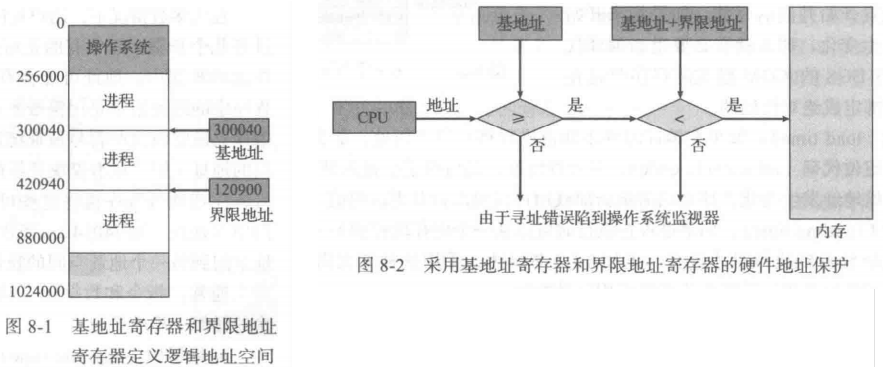 0
操作系统
256000
进程
300040
300040
基地址
进程
420940
120900
界限地址
进程
880000
1024000
图 8-1 基地址寄存器和界限地址
寄存器定义逻辑地址空间
基地址
基地址+界限地址
CPU
地址
≥
是
<
是
否
否
由于寻址错误陷到操作系统监视器
内存
图 8-2 采用基地址寄存器和界限地址寄存器的硬件地址保护